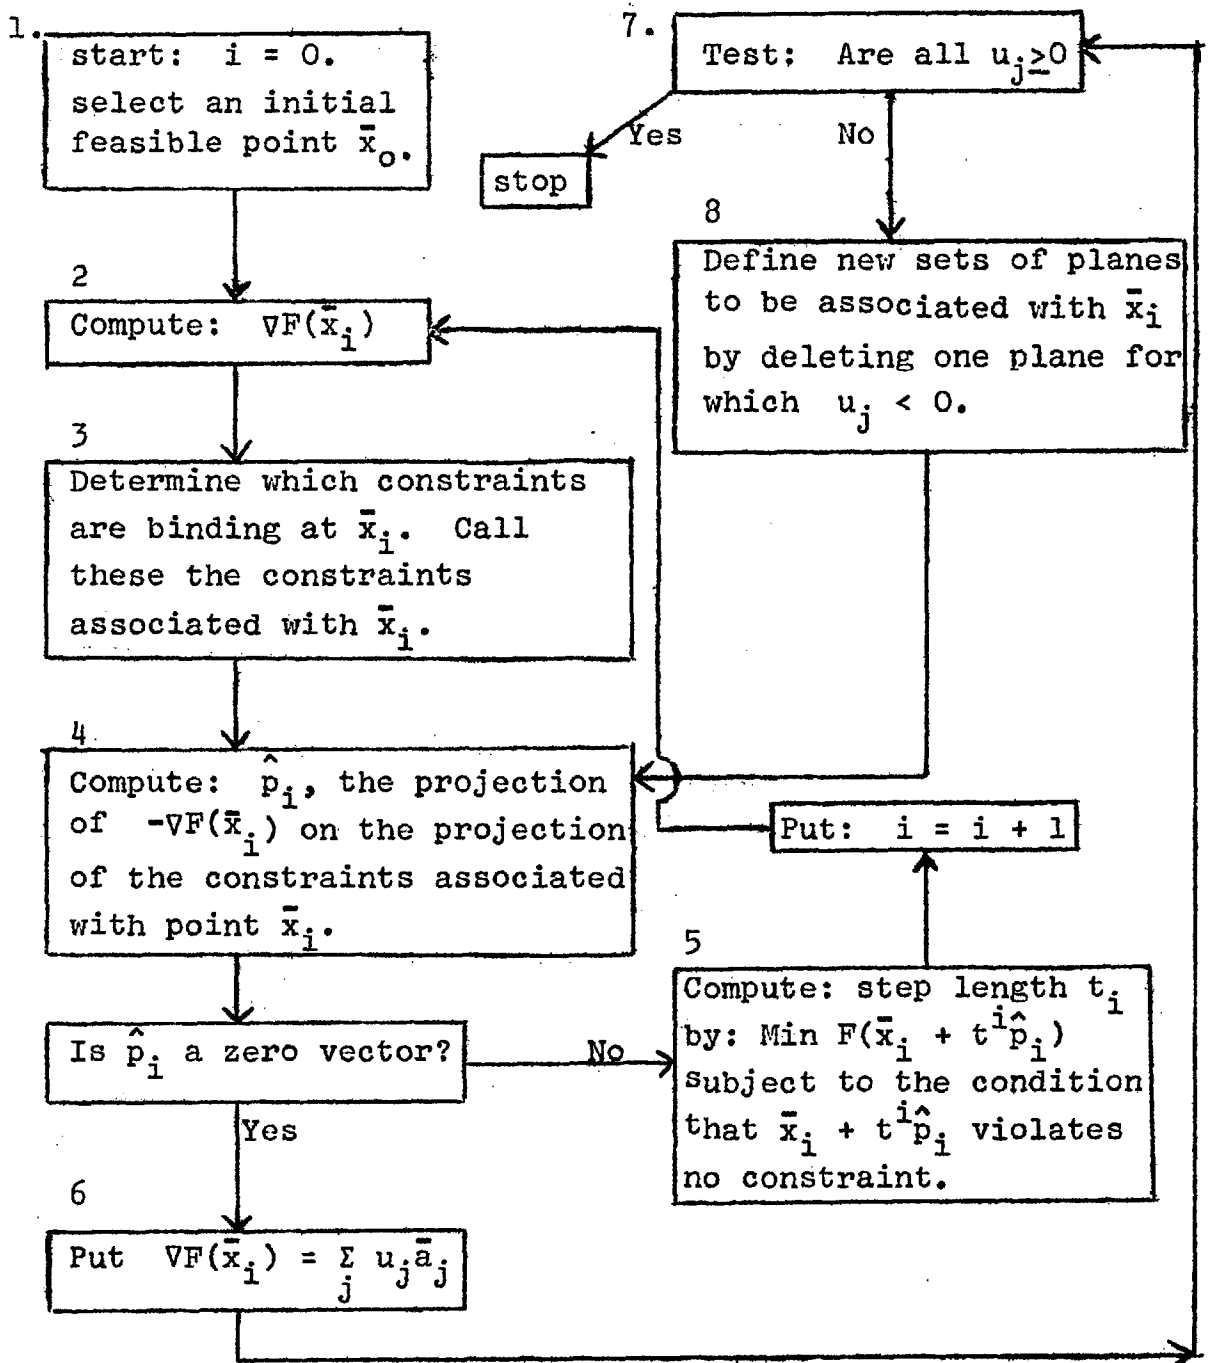 1.
start: i = 0.
select an initial
feasible point x̄₀.
2
Compute: ∇F(x̄ᵢ)
3
Determine which constraints
are binding at x̄ᵢ. Call
these the constraints
associated with x̄ᵢ.
4
Compute: p̂ᵢ, the projection
of -∇F(x̄ᵢ) on the projection
of the constraints associated
with point x̄ᵢ.
Is p̂ᵢ a zero vector?
No
Yes
5
Compute: step length tᵢ
by: Min F(x̄ᵢ + tⁱp̂ᵢ)
subject to the condition
that x̄ᵢ + tⁱp̂ᵢ violates
no constraint.
Put: i = i + 1
6
Put ∇F(x̄ᵢ) = Σ uⱼāⱼ
j
7.
Test: Are all uⱼ≥0
Yes
No
stop
8
Define new sets of planes
to be associated with x̄ᵢ
by deleting one plane for
which uⱼ < 0.